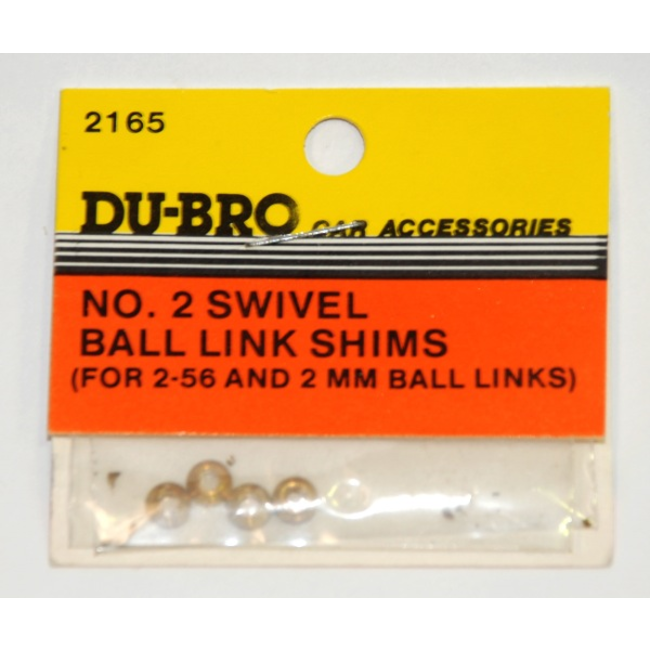 2165
DU-BRO CAR ACCESSORIES
NO. 2 SWIVEL
BALL LINK SHIMS
(FOR 2-56 AND 2 MM BALL LINKS)